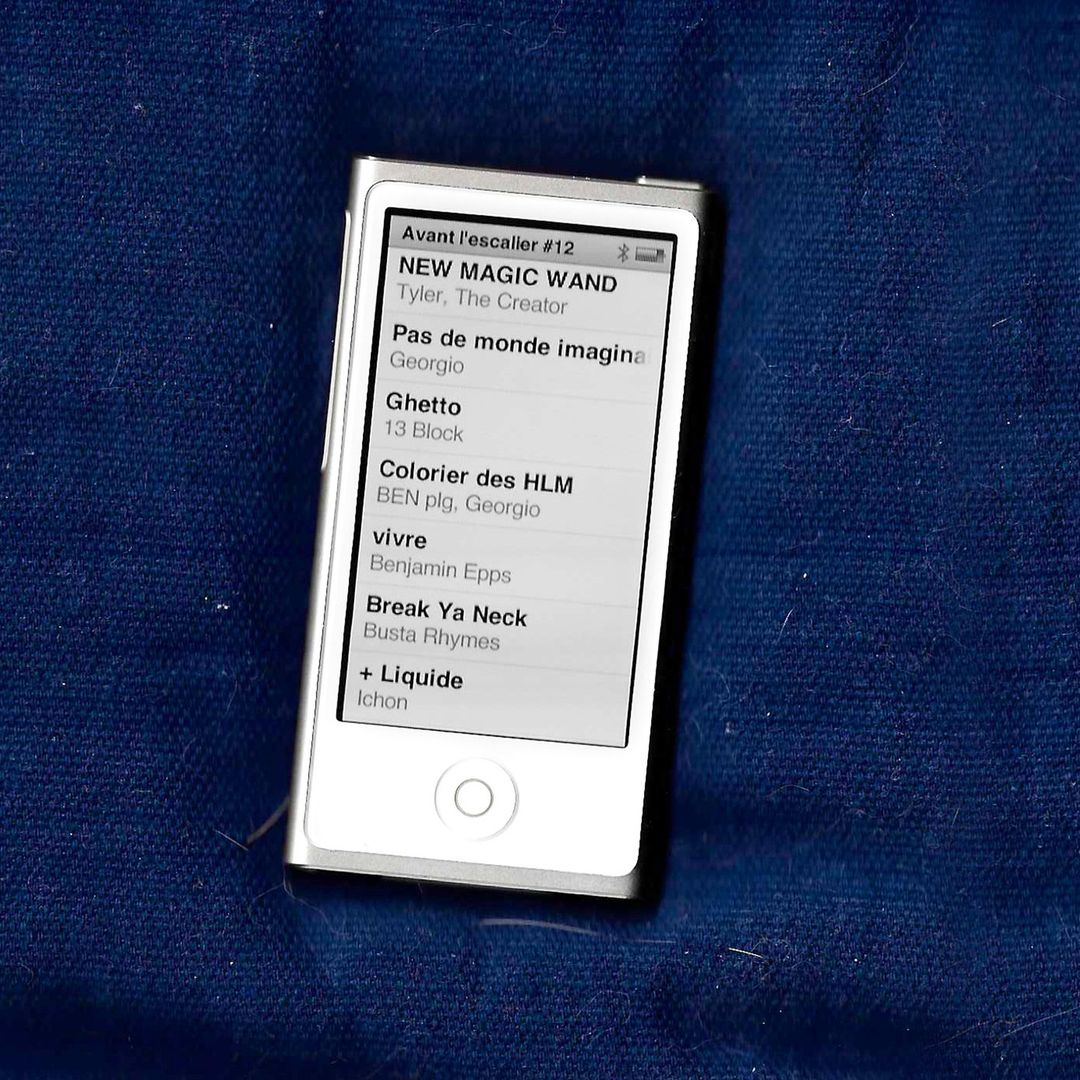 Avant l'escalier #12
NEW MAGIC WAND
Tyler, The Creator
Pas de monde imagina
Georgio
Ghetto
13 Block
Colorier des HLM
BEN plg, Georgio
vivre
Benjamin Epps
Break Ya Neck
Busta Rhymes
+ Liquide
Ichon